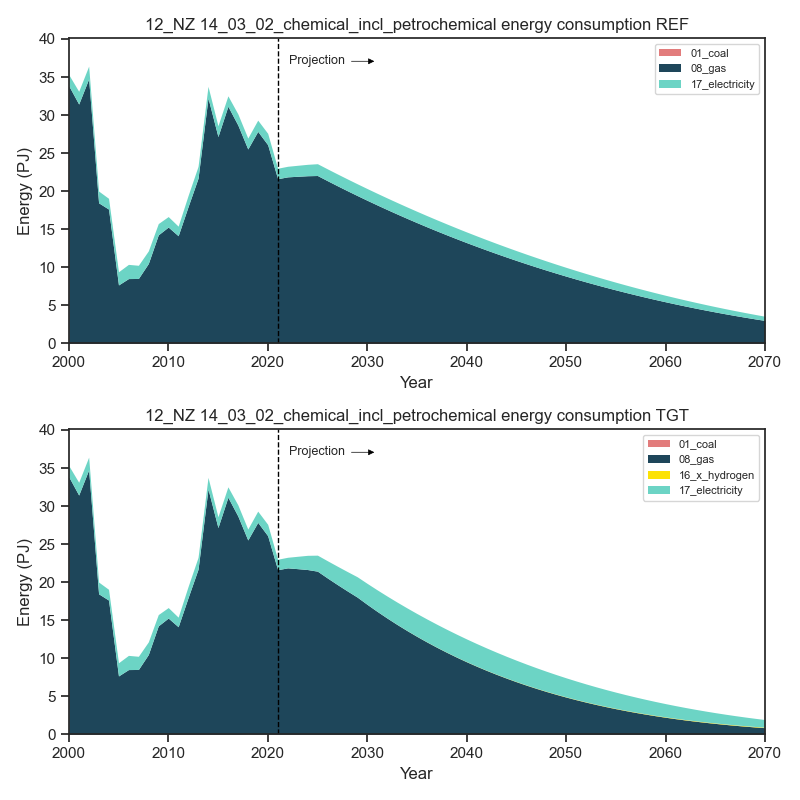 12_NZ 14_03_02_chemical_incl_petrochemical energy consumption REF
40
35
30
25
20
15
10
5
0
Energy (PJ)
Projection
01_coal
08_gas
17_electricity
2000 2010 2020 2030 2040 2050 2060 2070
Year
12_NZ 14_03_02_chemical_incl_petrochemical energy consumption TGT
40
35
30
25
20
15
10
5
0
Energy (PJ)
Projection
01_coal
08_gas
16_x_hydrogen
17_electricity
2000 2010 2020 2030 2040 2050 2060 2070
Year